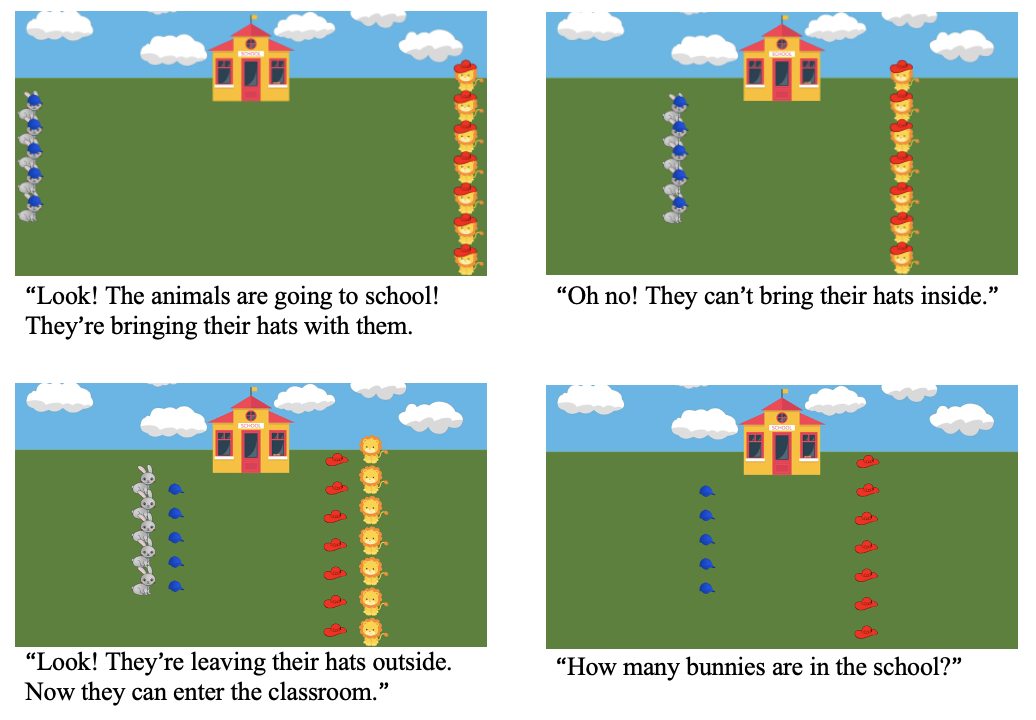 SCHOOL
SCHOOL
“Look! The animals are going to school!
They’re bringing their hats with them.
“Oh no! They can’t bring their hats inside.”
SCHOOL
SCHOOL
“Look! They’re leaving their hats outside.
Now they can enter the classroom.”
“How many bunnies are in the school?”